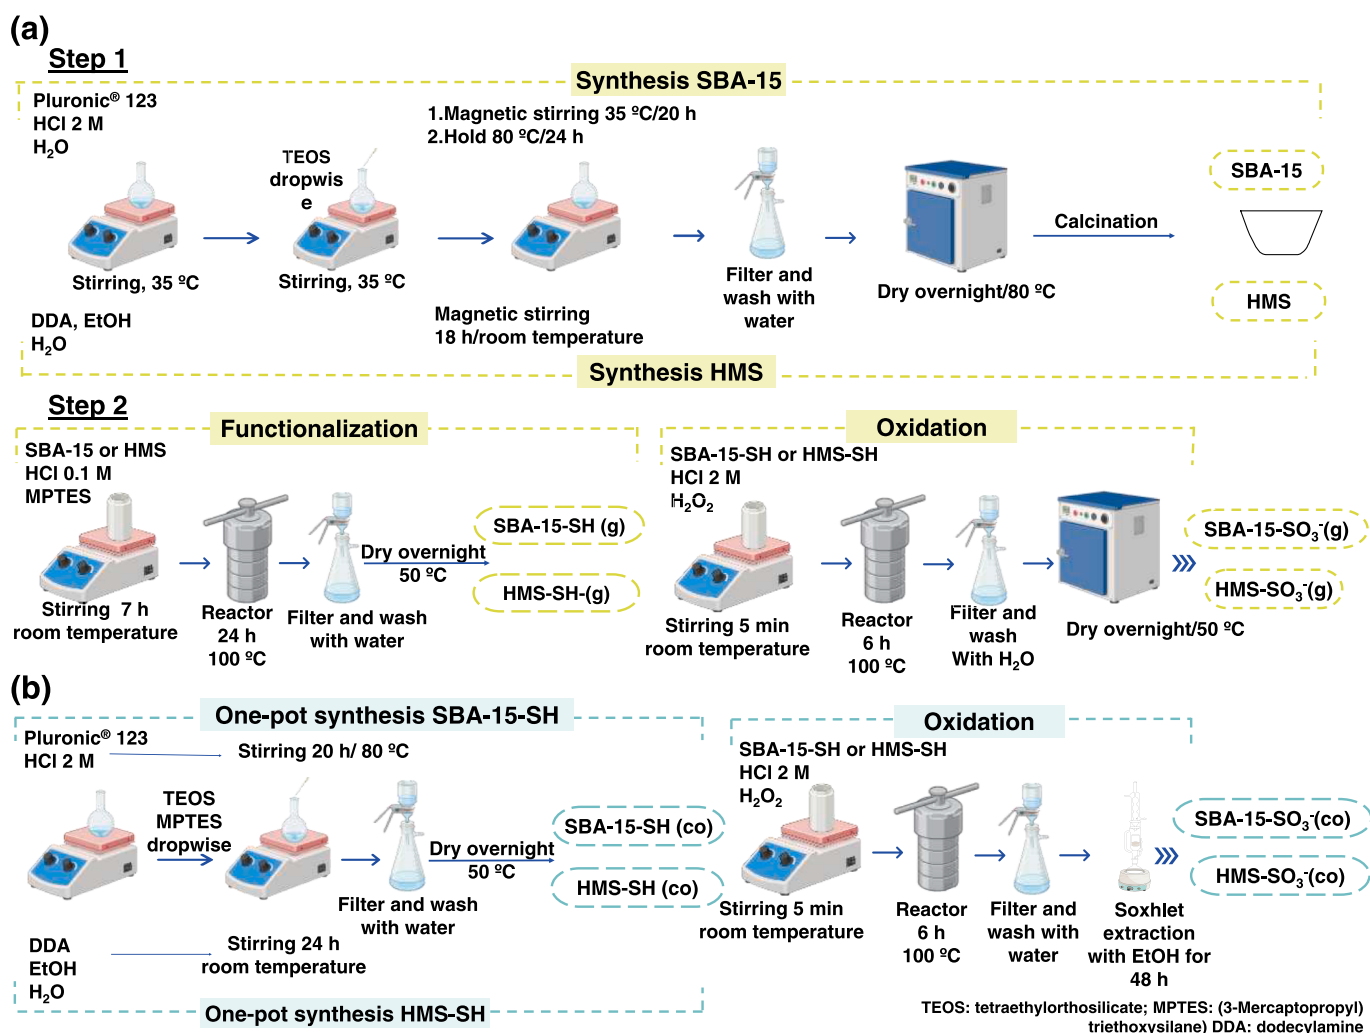 (a)
Step 1
Synthesis SBA-15
Pluronic® 123
HCl 2 M
H₂O
1.Magnetic stirring 35 ºC/20 h
2.Hold 80 ºC/24 h
TEOS
dropwis
e
SBA-15
Calcination
Stirring, 35 ºC
Stirring, 35 ºC
Filter and
wash with
water
Dry overnight/80 ºC
HMS
DDA, EtOH
H₂O
Magnetic stirring
18 h/room temperature
Synthesis HMS
Step 2
Functionalization
SBA-15 or HMS
HCl 0.1 M
MPTES
SBA-15-SH (g)
Dry overnight
50 ºC
HMS-SH-(g)
Stirring 7 h
room temperature
Reactor
24 h
100 ºC
Filter and wash
with water
Oxidation
SBA-15-SH or HMS-SH
HCl 2 M
H₂O₂
SBA-15-SO₃⁻(g)
HMS-SO₃⁻(g)
Stirring 5 min
room temperature
Reactor
6 h
100 ºC
Filter and
wash
With H₂O
Dry overnight/50 ºC
(b)
One-pot synthesis SBA-15-SH
Pluronic® 123
HCl 2 M
Stirring 20 h/ 80 ºC
TEOS
MPTES
dropwise
SBA-15-SH (co)
Dry overnight
50 ºC
HMS-SH (co)
Filter and wash
with water
DDA
EtOH
H₂O
Stirring 24 h
room temperature
One-pot synthesis HMS-SH
Oxidation
SBA-15-SH or HMS-SH
HCl 2 M
H₂O₂
SBA-15-SO₃⁻(co)
HMS-SO₃⁻(co)
Stirring 5 min
room temperature
Reactor
6 h
100 ºC
Filter and
wash with
water
Soxhlet
extraction
with EtOH for
48 h
TEOS: tetraethylorthosilicate; MPTES: (3-Mercaptopropyl)
triethoxysilane) DDA: dodecylamine